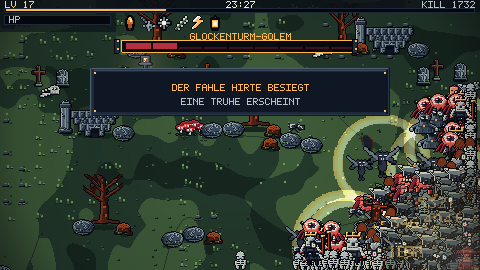 LV 17
23:27
KILL 1732
HP
GLOCKENTURM-GOLEM
DER FAHLE HIRTE BESIEGT
EINE TRUHE ERSCHEINT